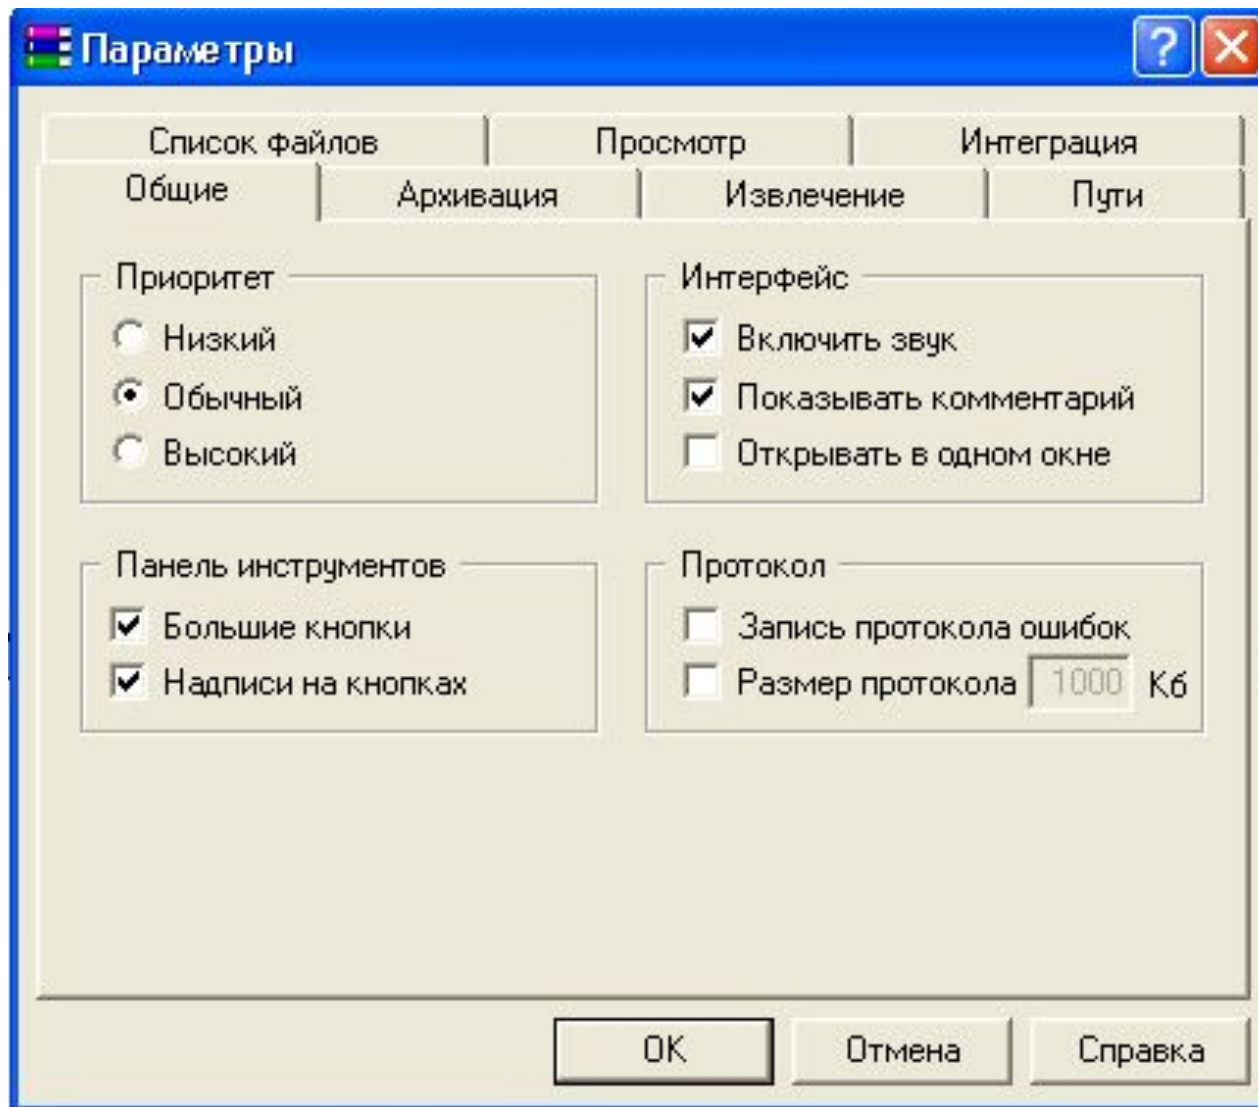 Параметры
Список файлов Просмотр Интеграция
Общие Архивация Извлечение Пути
Приоритет
Низкий
Обычный
Высокий
Интерфейс
Включить звук
Показывать комментарий
Открывать в одном окне
Панель инструментов
Большие кнопки
Надписи на кнопках
Протокол
Запись протокола ошибок
Размер протокола 1000 Кб
OK Отмена Справка